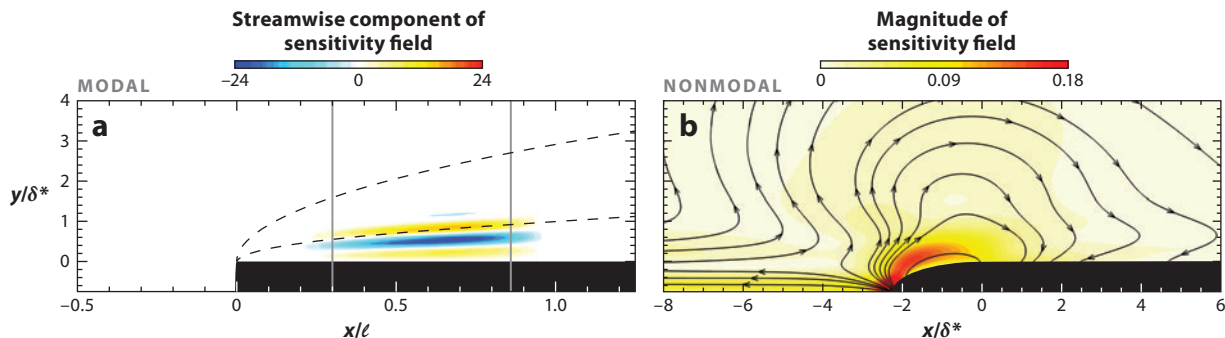 Streamwise component of
sensitivity field
−24 0 24
MODAL
a
4
3
2
1
0
y/δ*
−0.5 0 0.5 1.0
x/ℓ
Magnitude of
sensitivity field
0 0.09 0.18
NONMODAL
b
−8 −6 −4 −2 0 2 4 6
x/δ*